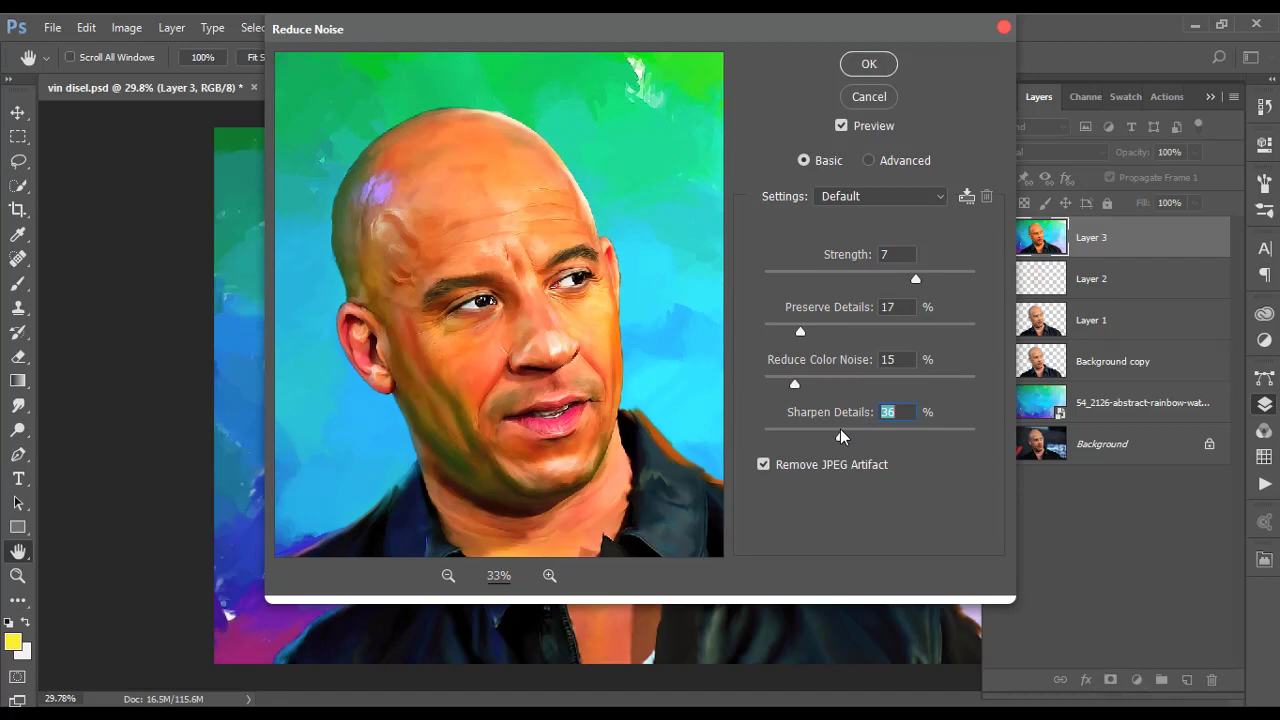 Reduce Noise
Ps File Edit Image Layer Type Selec
Scroll All Windows 100% Fit S
vin disel.psd @ 29.8% (Layer 3, RGB/8) *
OK
Cancel
Preview
Basic Advanced
Settings: Default
Strength: 7
Preserve Details: 17 %
Reduce Color Noise: 15 %
Sharpen Details: 36 %
Remove JPEG Artifact
33%
Layers Channe Swatch Actions
Opacity: 100%
Propagate Frame 1
Fill: 100%
Layer 3
Layer 2
Layer 1
Background copy
54_2126-abstract-rainbow-wat...
Background
29.78% Doc: 16.5M/115.6M